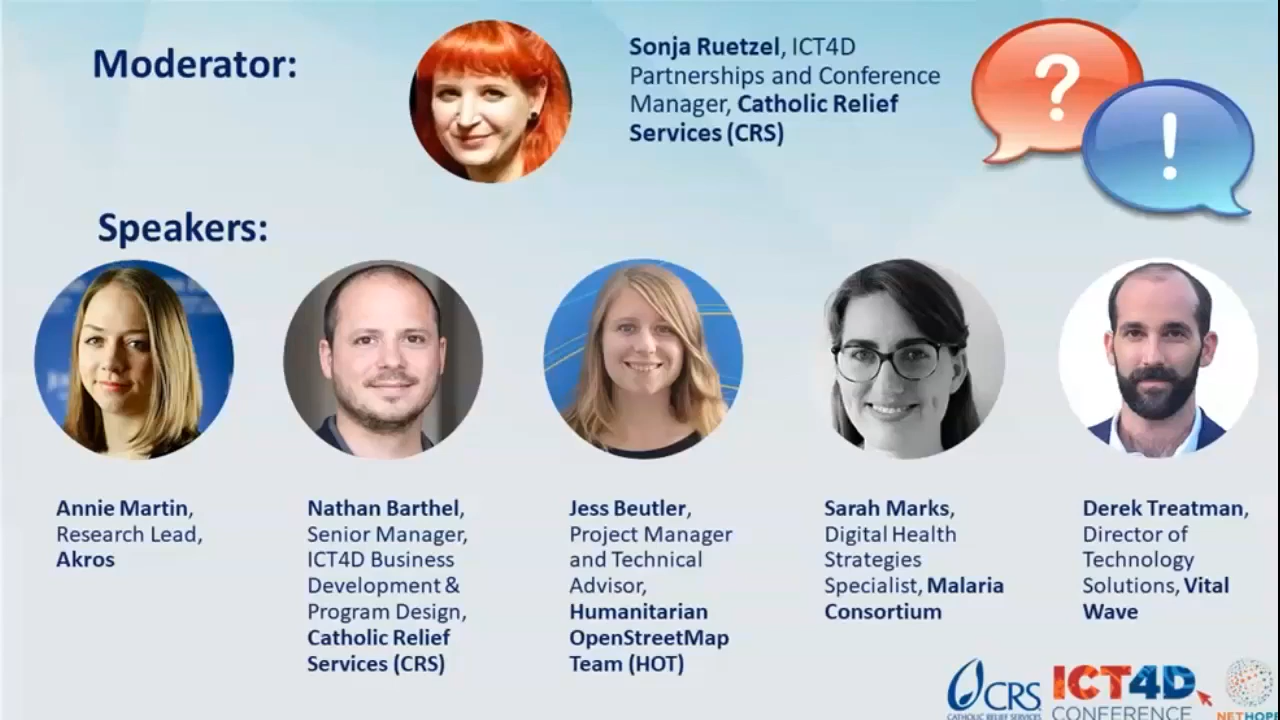 Moderator:
Sonja Ruetzel, ICT4D
Partnerships and Conference
Manager, Catholic Relief
Services (CRS)
?
!
Speakers:
Annie Martin,
Research Lead,
Akros
Nathan Barthel,
Senior Manager,
ICT4D Business
Development &
Program Design,
Catholic Relief
Services (CRS)
Jess Beutler,
Project Manager
and Technical
Advisor,
Humanitarian
OpenStreetMap
Team (HOT)
Sarah Marks,
Digital Health
Strategies
Specialist, Malaria
Consortium
Derek Treatman,
Director of
Technology
Solutions, Vital
Wave
CRS
CATHOLIC RELIEF SERVICES
ICT4D
CONFERENCE
NETHOPE